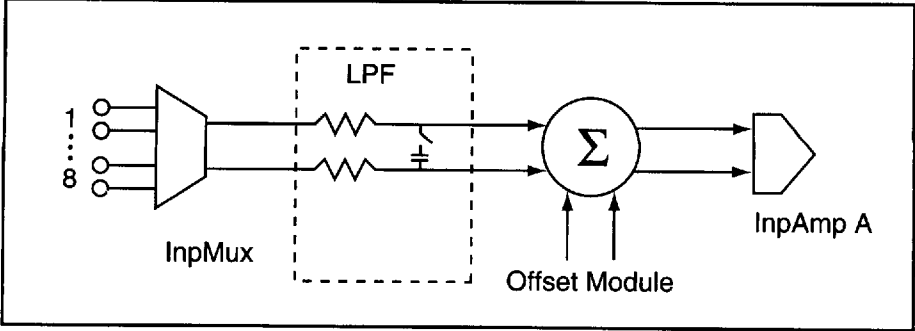 LPF
1
8
Σ
InpMux
InpAmp A
Offset Module